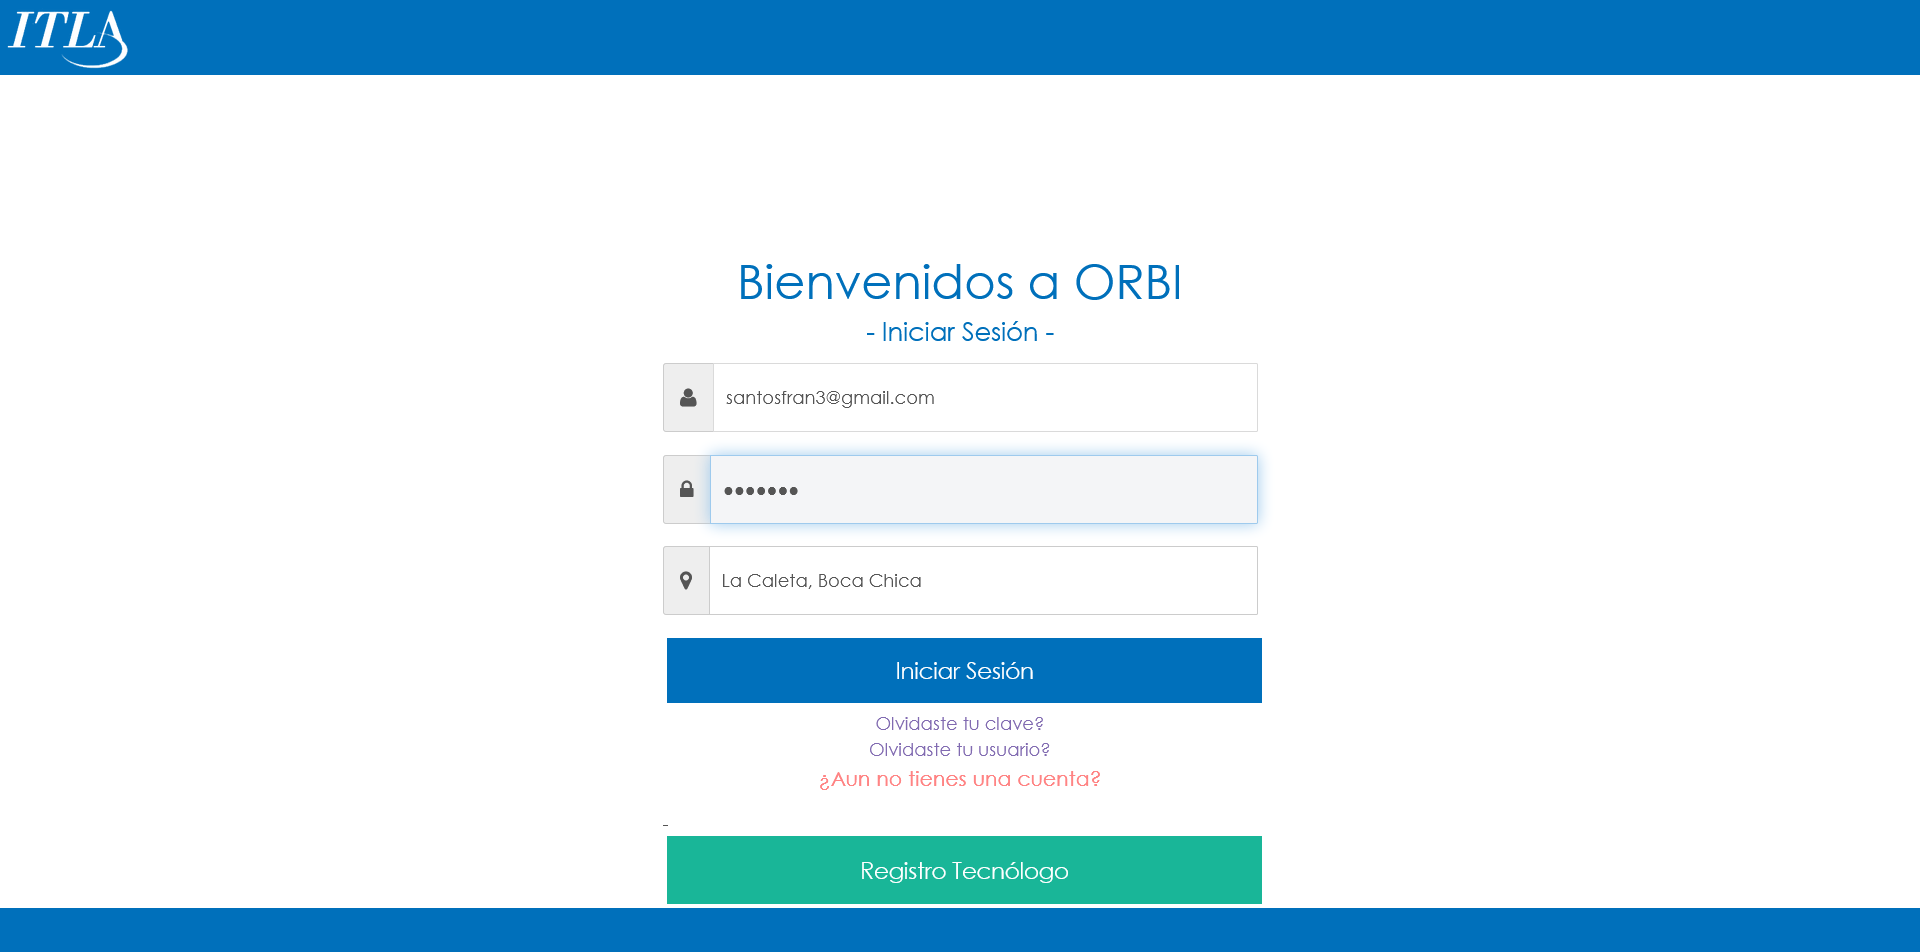 ITLA
Bienvenidos a ORBI
- Iniciar Sesión -
santosfran3@gmail.com
●●●●●●●
La Caleta, Boca Chica
Iniciar Sesión
Olvidaste tu clave?
Olvidaste tu usuario?
¿Aun no tienes una cuenta?
-
Registro Tecnólogo